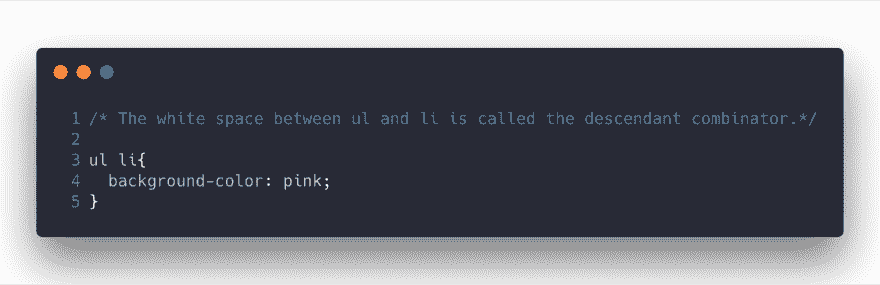 1 /* The white space between ul and li is called the descendant combinator.*/
2
3 ul li{
4   background-color: pink;
5 }